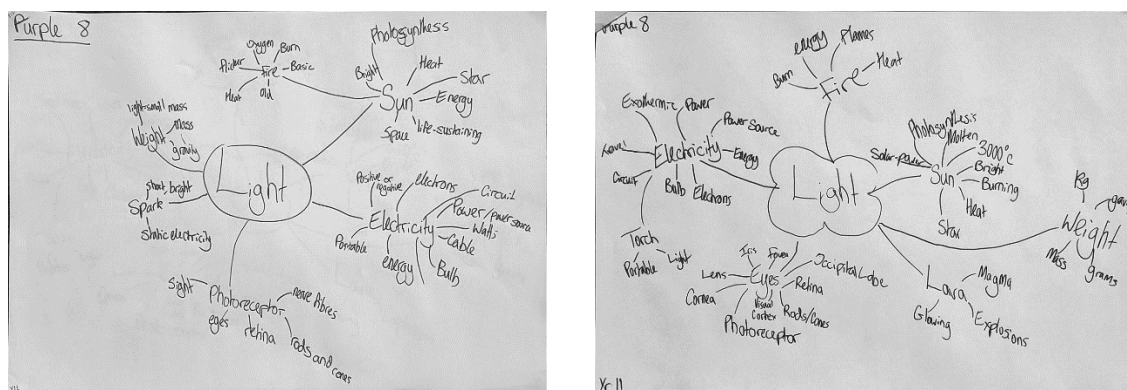 Purple 8
Photosynthesis
Oxygen
Burn
Flicker
Fire
Basic
Heat
Old
Bright
Heat
Star
Sun
Energy
Space
life-sustaining
light-small mass
Mass
Weight
gravity
Light
short, bright
Spark
static electricity
Positive or
negative
electrons
Circuit
Power/power source
Electricity
Watts
Portable
Cable
energy
Bulb
Sight
Photoreceptor
nerve fibres
eyes
retina
rods and
cones
Purple 8
energy
Flames
Burn
Fire
Heat
Exothermic
Power
Power Source
Electricity
Energy
Circuit
Bulb
Electrons
Torch
Portable
Light
Light
Photosynthesis
Molten
3000°C
Solar-power
Bright
Sun
Burning
Heat
Star
Kg
Weight
Mass
grams
Iris
Fovea
Occipital Lobe
Lens
Eyes
Retina
Cornea
Visual
Cortex
Rods/Cones
Photoreceptor
Magma
Lava
Glowing
Explosions
Yr 11